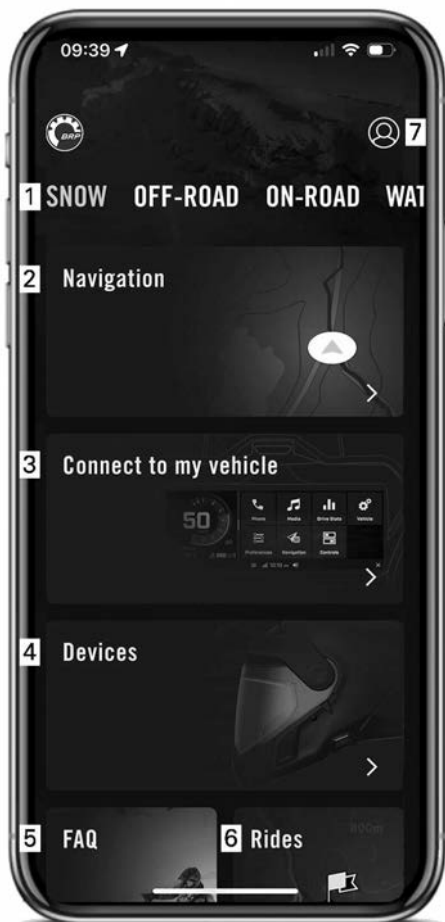 09:39
BRP
7
1 SNOW OFF-ROAD ON-ROAD WAT
2 Navigation
3 Connect to my vehicle
50
Phone Media Drive Stats Vehicle
Preferences Navigation Controls
4 Devices
5 FAQ 6 Rides